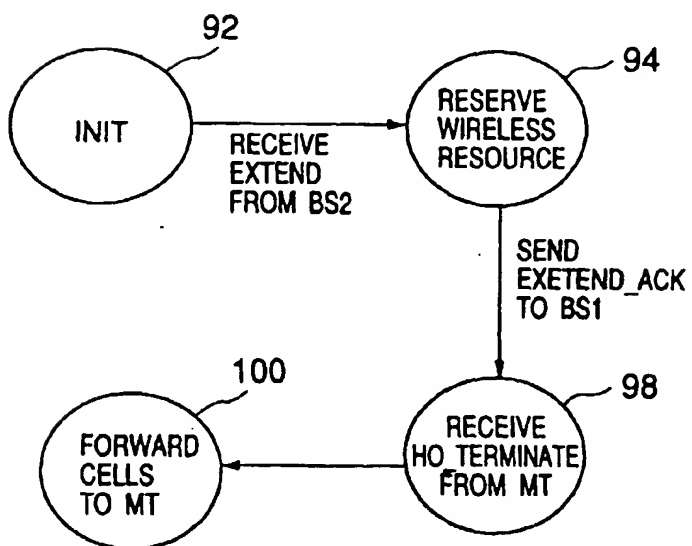 92
INIT
RECEIVE
EXTEND
FROM BS2
94
RESERVE
WIRELESS
RESOURCE
SEND
EXETEND_ACK
TO BS1
98
RECEIVE
HO_TERMINATE
FROM MT
100
FORWARD
CELLS
TO MT